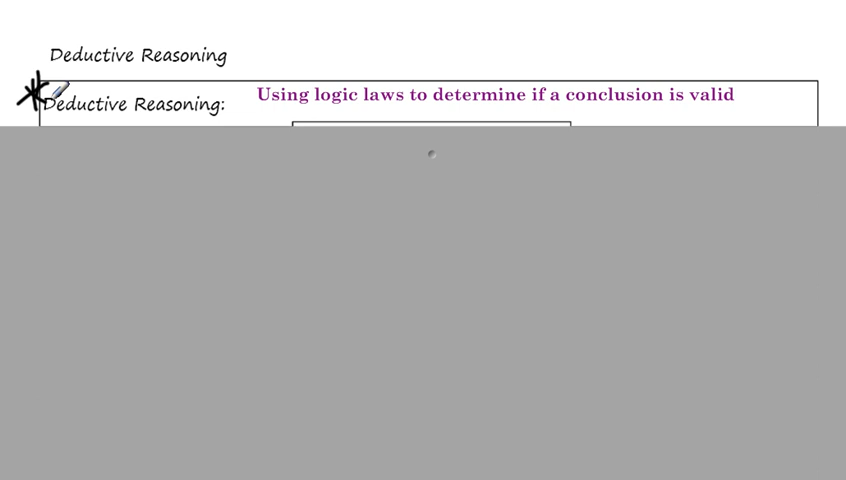 Deductive Reasoning
Deductive Reasoning: Using logic laws to determine if a conclusion is valid